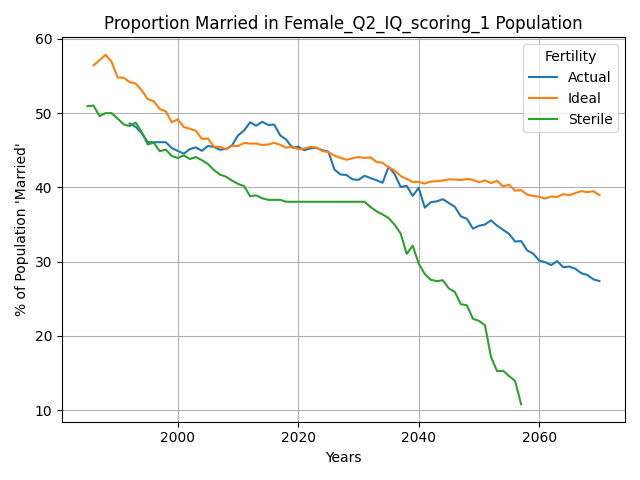 Proportion Married in Female_Q2_IQ_scoring_1 Population
% of Population 'Married'
60
50
40
30
20
10
Fertility
Actual
Ideal
Sterile
2000 2020 2040 2060
Years